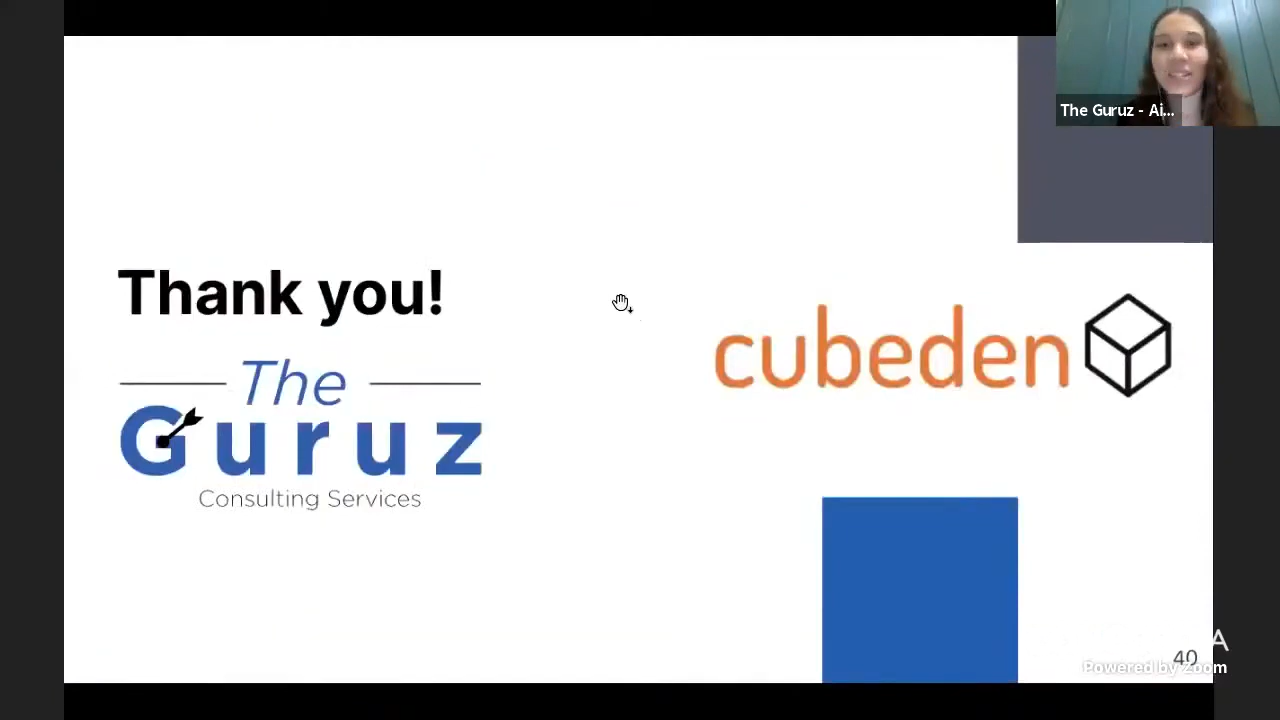 The Guruz - Ai...
Thank you!
The
Guruz
Consulting Services
cubeden
A
40
Powered by Zoom